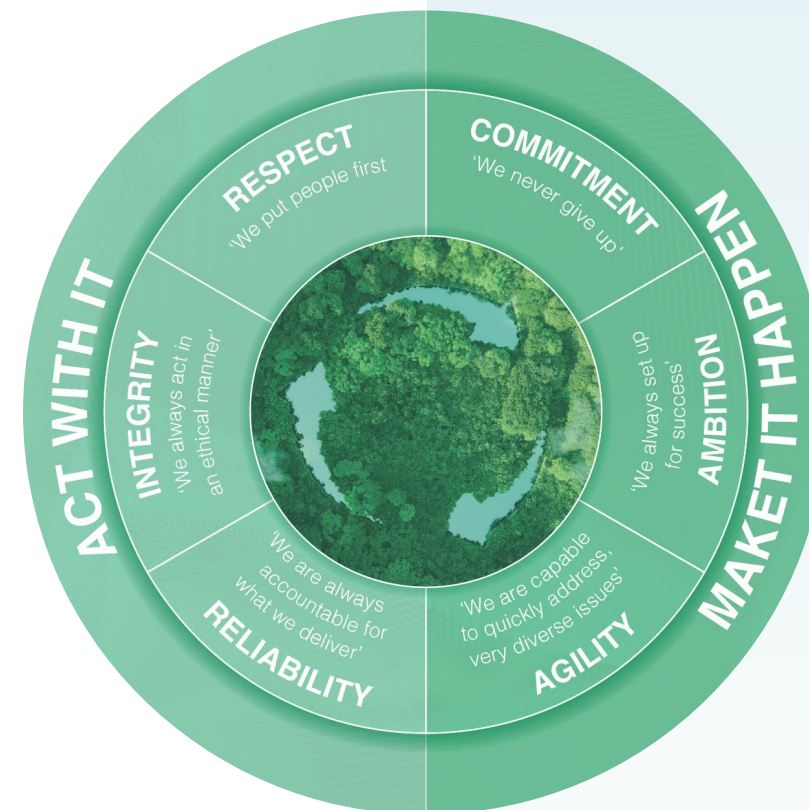 ACT WITH IT
RESPECT
‘We put people first
INTEGRITY
‘We always act in
an ethical manner’
RELIABILITY
‘We are always
accountable for
what we deliver’
MAKE IT HAPPEN
COMMITMENT
‘We never give up’
AMBITION
‘We always set up
for success’
AGILITY
‘We are capable
to quickly address,
very diverse issues’